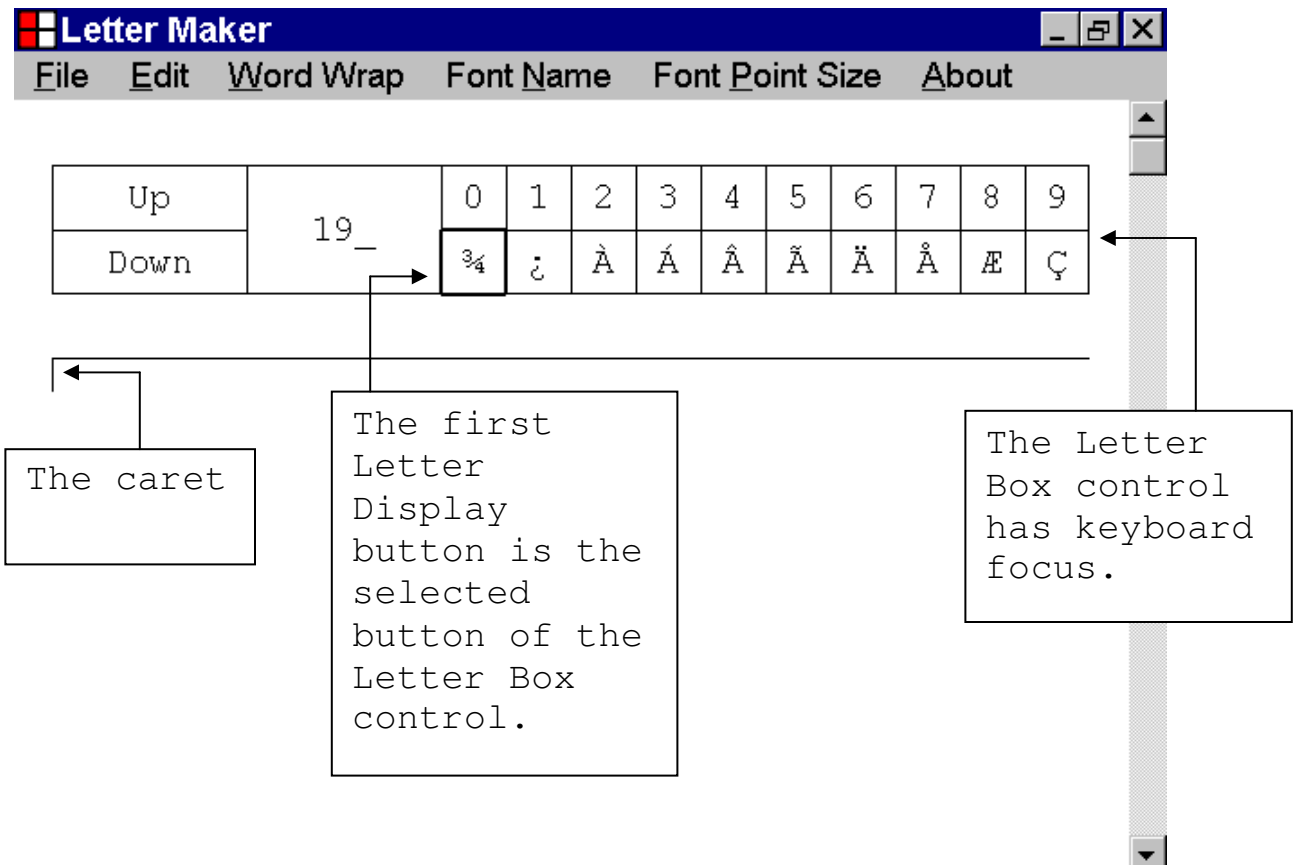 Letter Maker
File Edit Word Wrap Font Name Font Point Size About
Up 19_ 0 1 2 3 4 5 6 7 8 9
Down ¾ ¿ À Á Â Ã Ä Å Æ Ç
The caret
The first
Letter
Display
button is the
selected
button of the
Letter Box
control.
The Letter
Box control
has keyboard
focus.